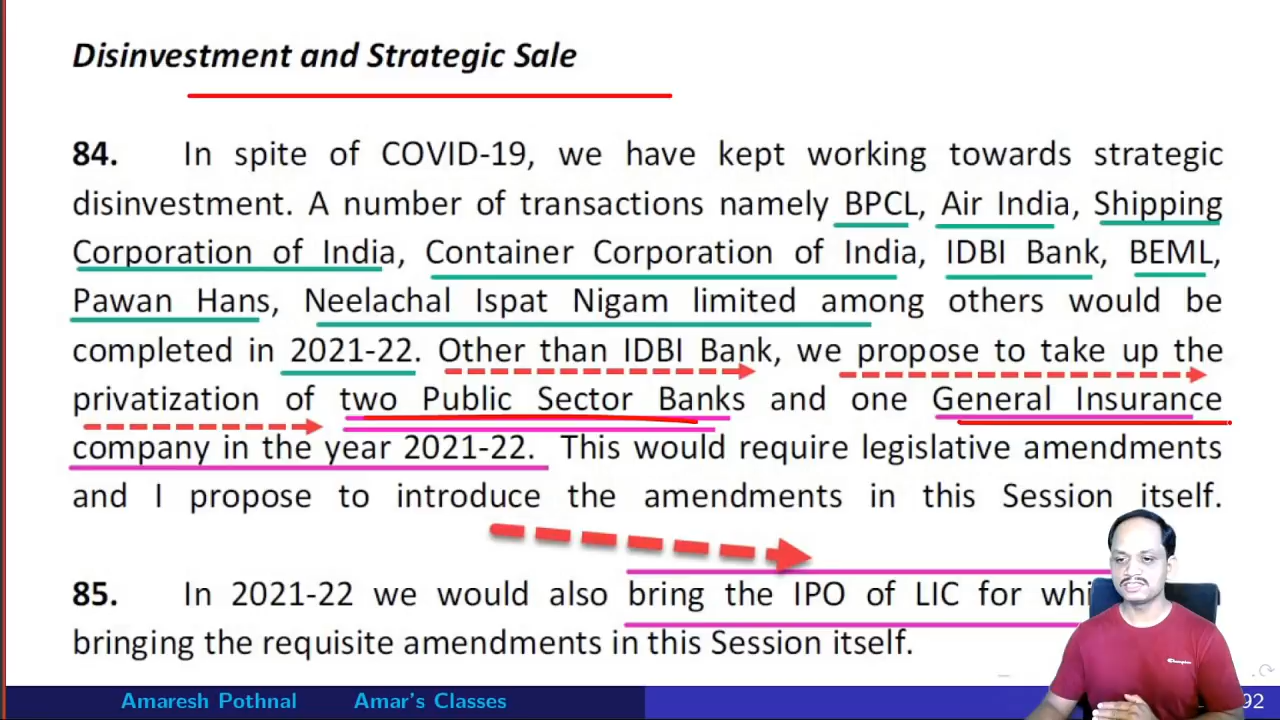 Disinvestment and Strategic Sale
84. In spite of COVID-19, we have kept working towards strategic
disinvestment. A number of transactions namely BPCL, Air India, Shipping
Corporation of India, Container Corporation of India, IDBI Bank, BEML,
Pawan Hans, Neelachal Ispat Nigam limited among others would be
completed in 2021-22. Other than IDBI Bank, we propose to take up the
privatization of two Public Sector Banks and one General Insurance
company in the year 2021-22. This would require legislative amendments
and I propose to introduce the amendments in this Session itself.
85. In 2021-22 we would also bring the IPO of LIC for
bringing the requisite amendments in this Session itself.
Champion
Amaresh Pothnal Amar's Classes 92